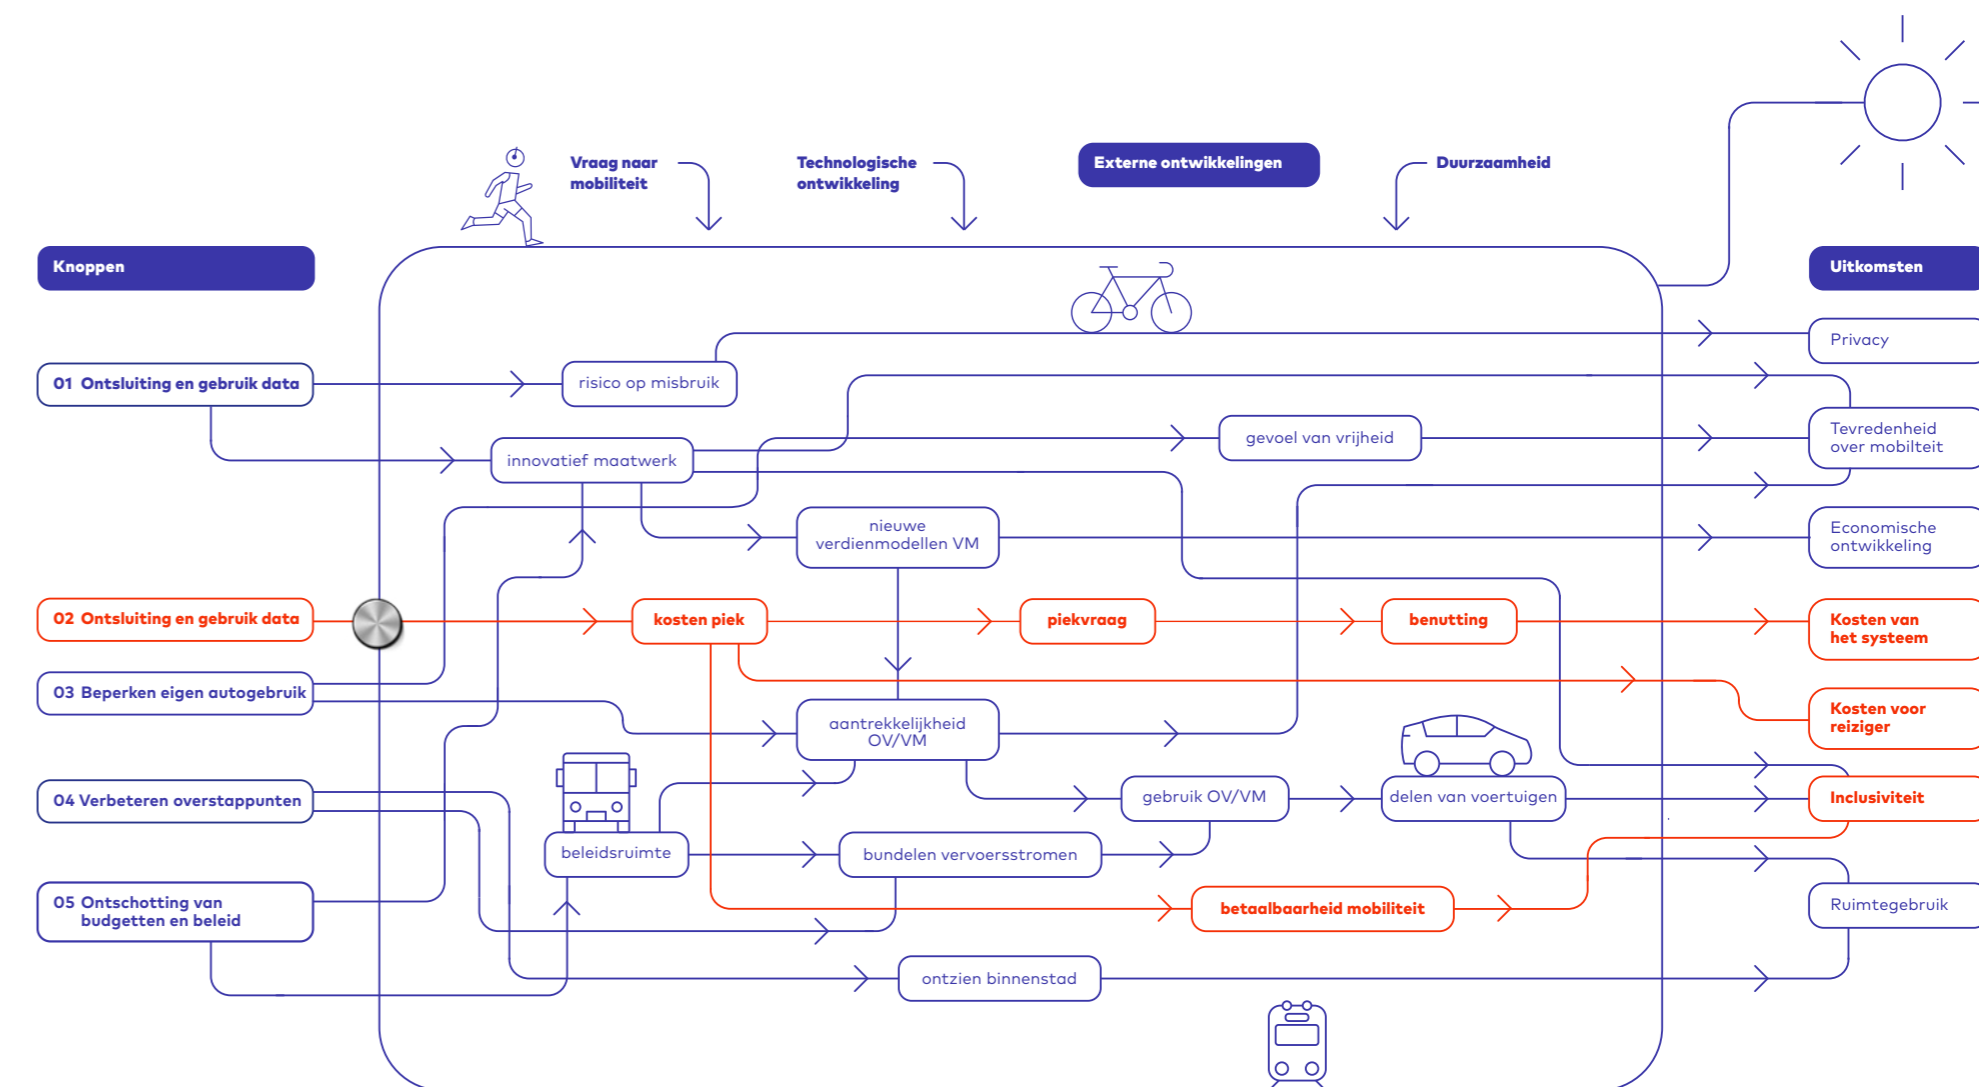 Vraag naar
mobiliteit
Technologische
ontwikkeling
Externe ontwikkelingen
Duurzaamheid
Knoppen
Uitkomsten
Privacy
01 Ontsluiting en gebruik data
risico op misbruik
gevoel van vrijheid
Tevredenheid
over mobilteit
innovatief maatwerk
nieuwe
verdienmodellen VM
Economische
ontwikkeling
02 Ontsluiting en gebruik data
kosten piek
piekvraag
benutting
Kosten van
het systeem
03 Beperken eigen autogebruik
Kosten voor
reiziger
aantrekkelijkheid
OV/VM
04 Verbeteren overstappunten
gebruik OV/VM
delen van voertuigen
Inclusiviteit
beleidsruimte
bundelen vervoersstromen
05 Ontschotting van
budgetten en beleid
betaalbaarheid mobiliteit
Ruimtegebruik
ontzien binnenstad